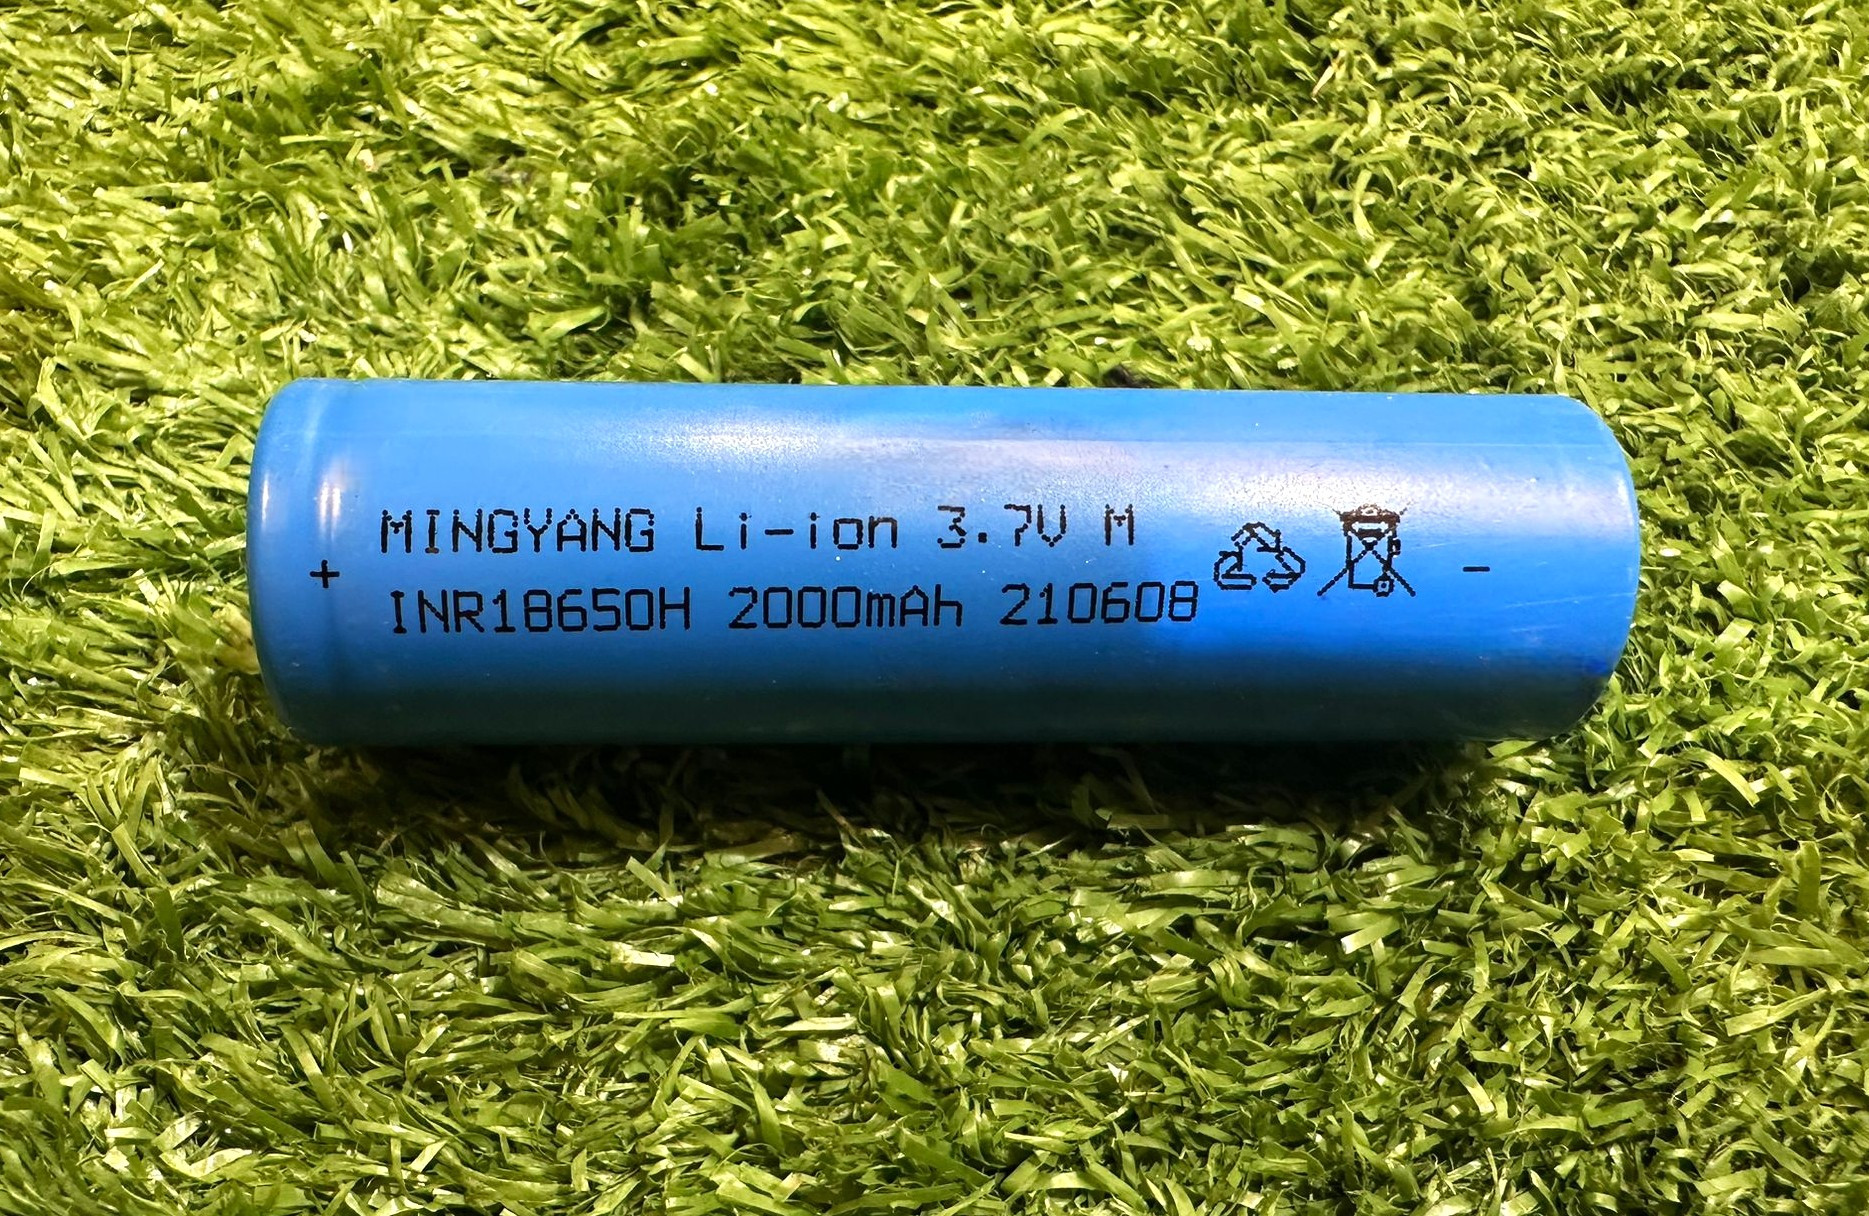 MINGYANG Li-ion 3.7V M
+ -
INR18650H 2000mAh 210608